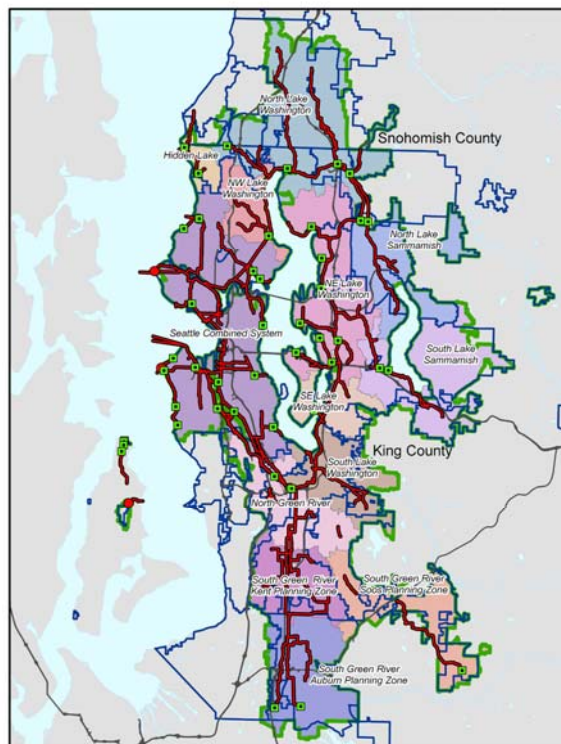 North Lake
Washington
Snohomish County
Hidden Lake
NW Lake
Washington
North Lake
Sammamish
NE Lake
Washington
Seattle Combined System
South Lake
Sammamish
SE Lake
Washington
King County
South Lake
Washington
North Green River
South Green River
Kent Planning Zone
South Green River
Soos Planning Zone
South Green River
Auburn Planning Zone